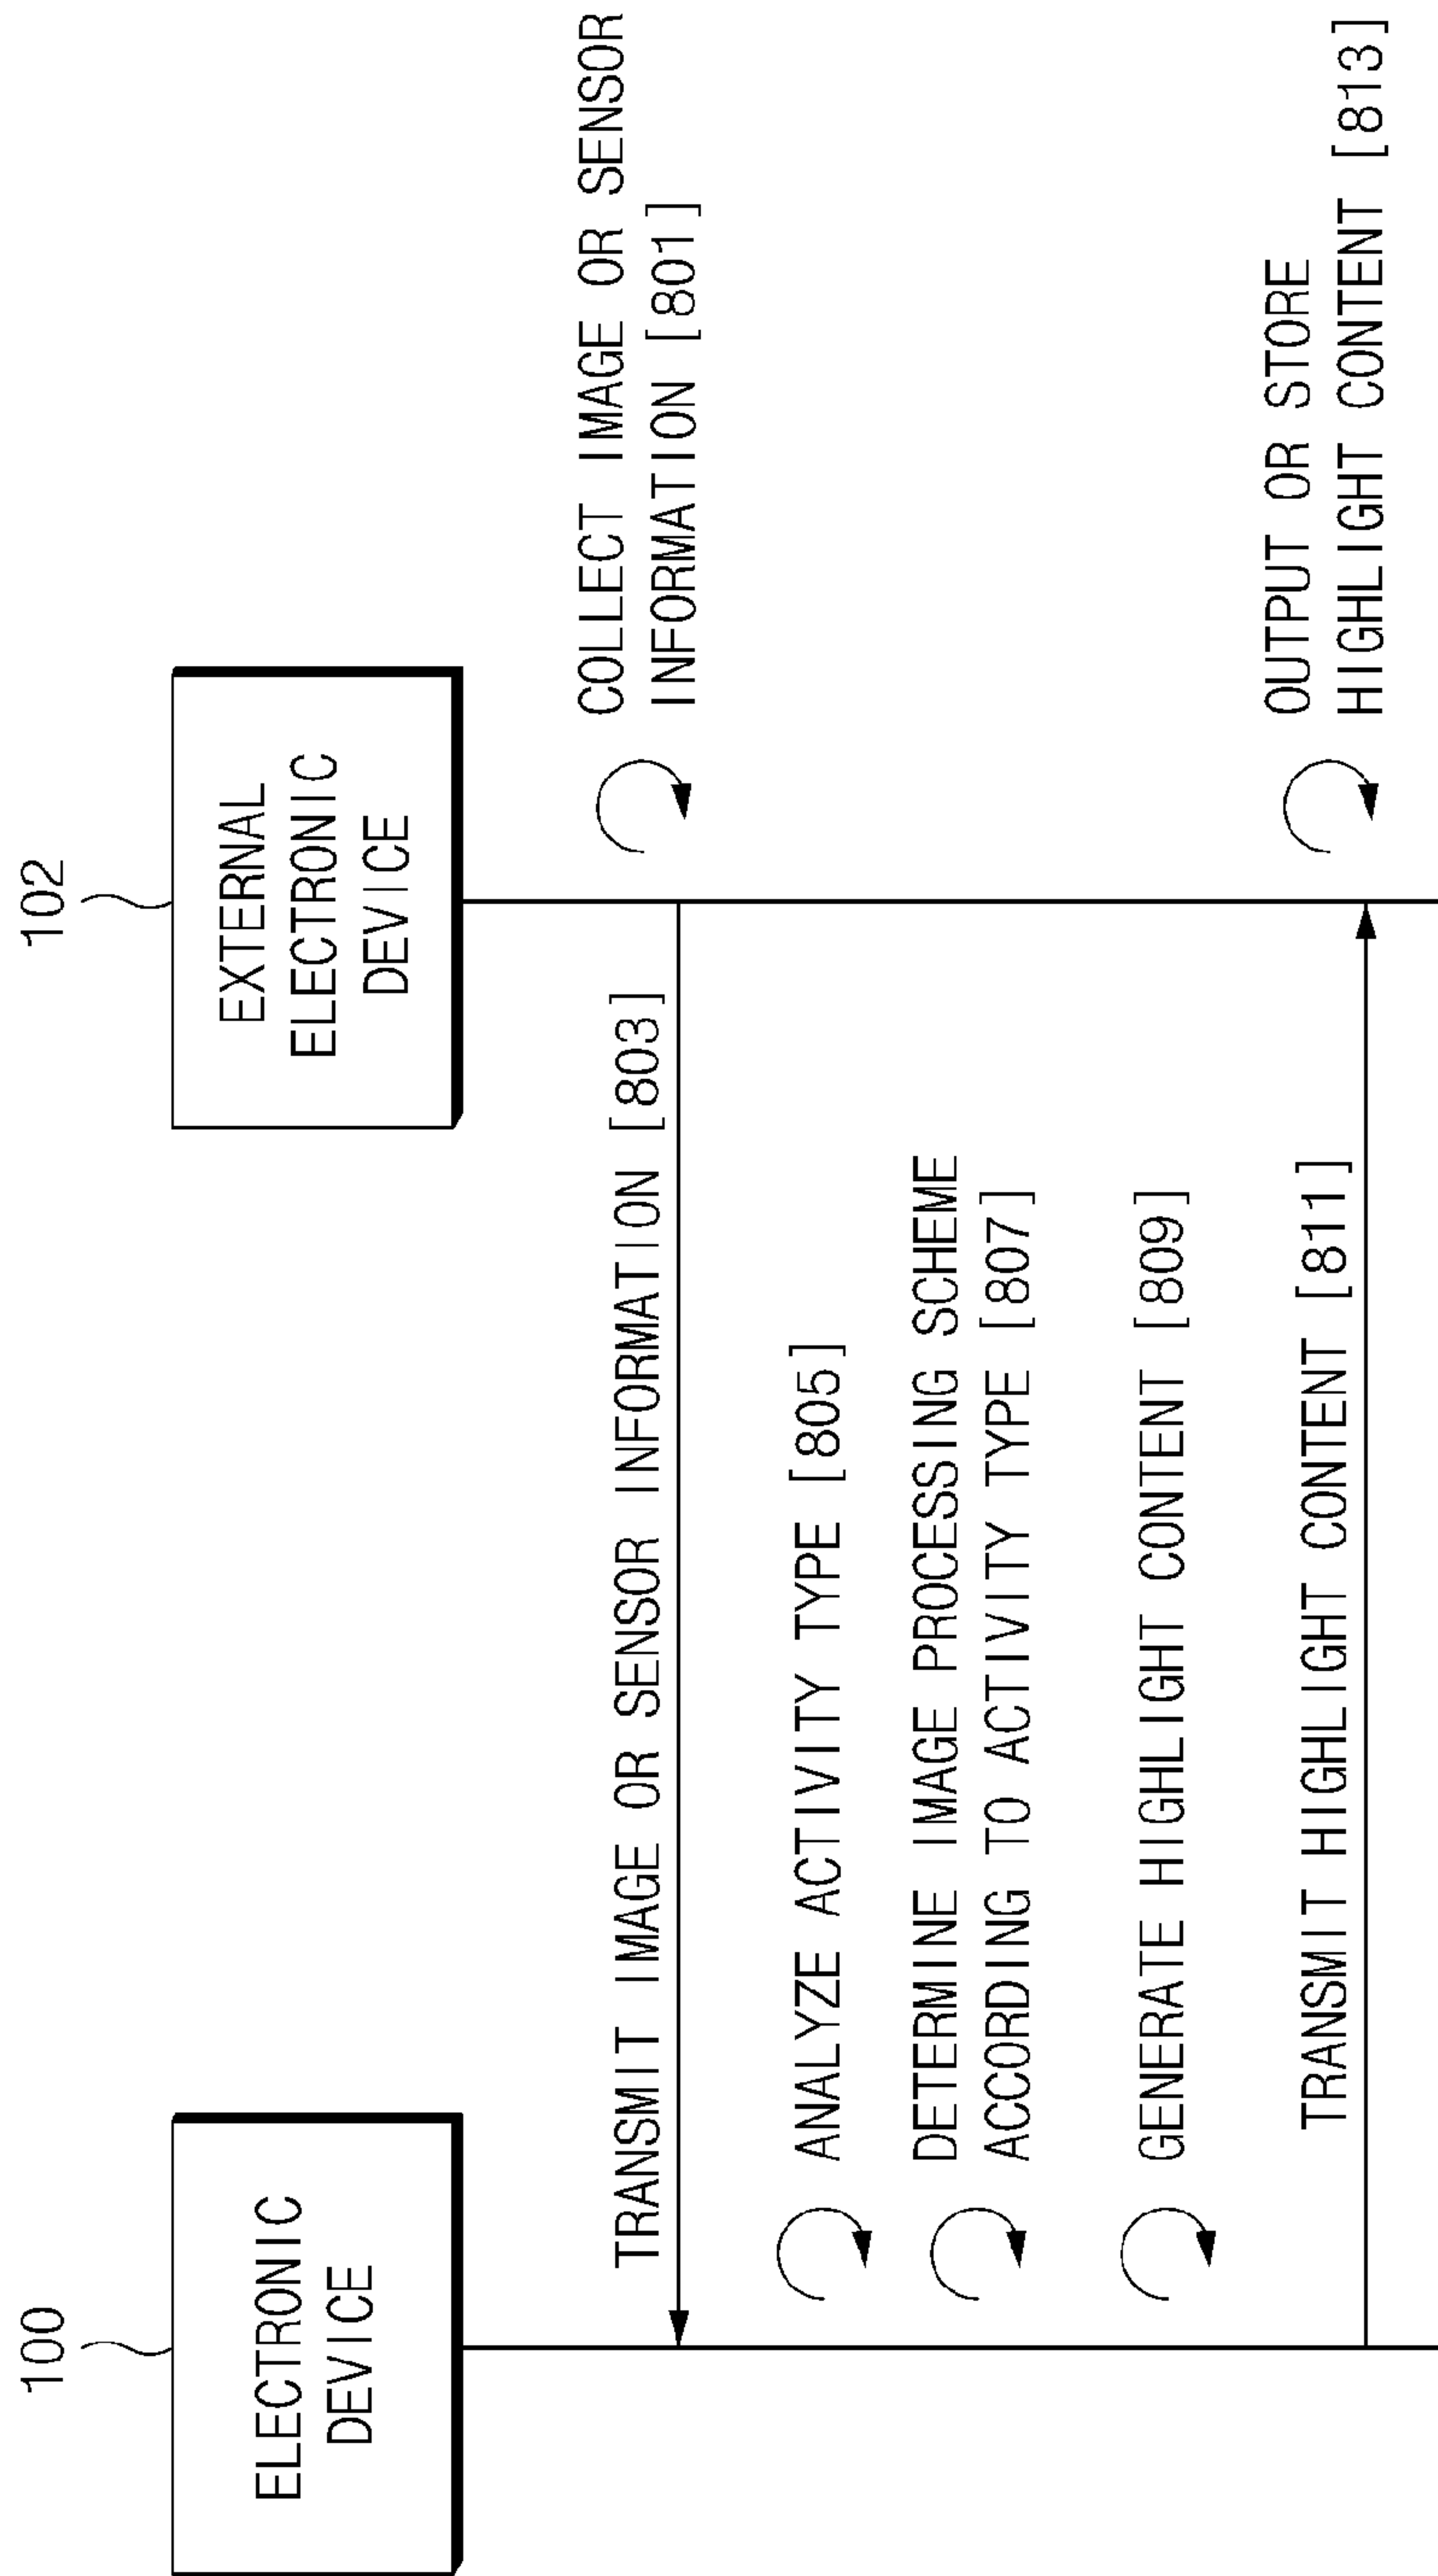 100
102
ELECTRONIC
DEVICE
EXTERNAL
ELECTRONIC
DEVICE
COLLECT IMAGE OR SENSOR
INFORMATION [801]
TRANSMIT IMAGE OR SENSOR INFORMATION [803]
ANALYZE ACTIVITY TYPE [805]
DETERMINE IMAGE PROCESSING SCHEME
ACCORDING TO ACTIVITY TYPE [807]
GENERATE HIGHLIGHT CONTENT [809]
TRANSMIT HIGHLIGHT CONTENT [811]
OUTPUT OR STORE
HIGHLIGHT CONTENT [813]